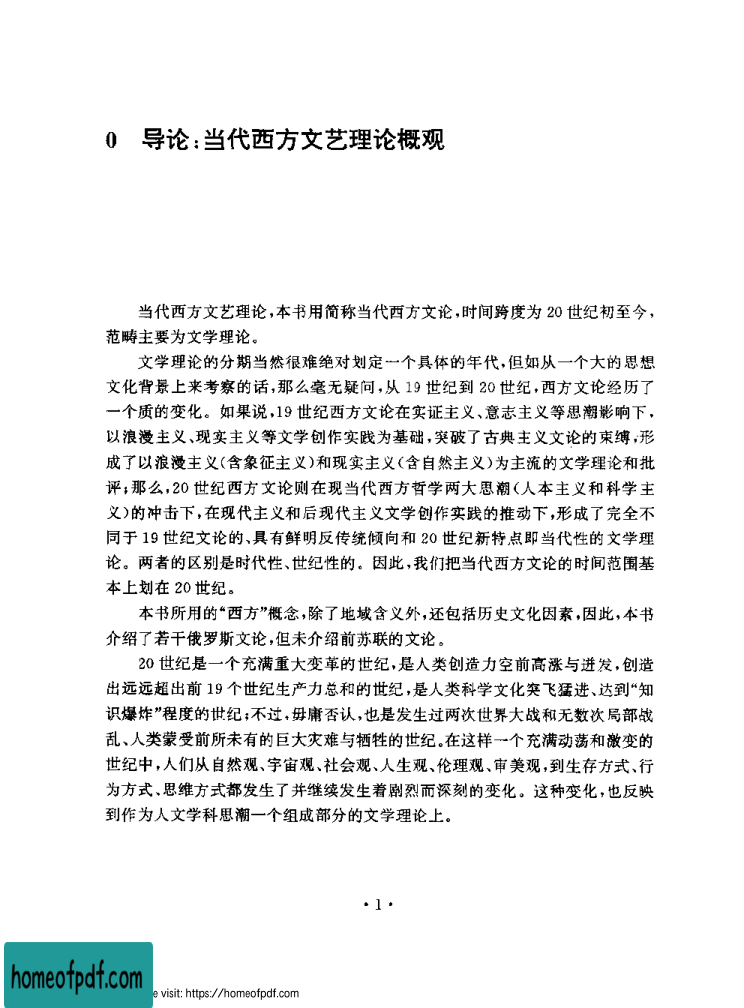 0 导论:当代西方文艺理论概观
当代西方文艺理论,本书用简称当代西方文论,时间跨度为 20 世纪初至今,
范畴主要为文学理论。
文学理论的分期当然很难绝对划定一个具体的年代,但如从一个大的思想
文化背景上来考察的话,那么毫无疑问,从 19 世纪到 20 世纪,西方文论经历了
一个质的变化。如果说,19 世纪西方文论在实证主义、意志主义等思潮影响下,
以浪漫主义、现实主义等文学创作实践为基础,突破了古典主义文论的束缚,形
成了以浪漫主义(含象征主义)和现实主义(含自然主义)为主流的文学理论和批
评;那么,20 世纪西方文论则在现当代西方哲学两大思潮(人本主义和科学主
义)的冲击下,在现代主义和后现代主义文学创作实践的推动下,形成了完全不
同于 19 世纪文论的、具有鲜明反传统倾向和 20 世纪新特点即当代性的文学理
论。两者的区别是时代性、世纪性的。因此,我们把当代西方文论的时间范围基
本上划在 20 世纪。
本书所用的“西方”概念,除了地域含义外,还包括历史文化因素,因此,本书
介绍了若干俄罗斯文论,但未介绍前苏联的文论。
20 世纪是一个充满重大变革的世纪,是人类创造力空前高涨与迸发,创造
出远远超出前 19 个世纪生产力总和的世纪,是人类科学文化突飞猛进、达到“知
识爆炸”程度的世纪;不过,毋庸否认,也是发生过两次世界大战和无数次局部战
乱、人类蒙受前所未有的巨大灾难与牺牲的世纪。在这样一个充满动荡和激变的
世纪中,人们从自然观、宇宙观、社会观、人生观、伦理观、审美观,到生存方式、行
为方式、思维方式都发生了并继续发生着剧烈而深刻的变化。这种变化,也反映
到作为人文学科思潮一个组成部分的文学理论上。
·1·
homeofpdf.com
e visit: https://homeofpdf.com